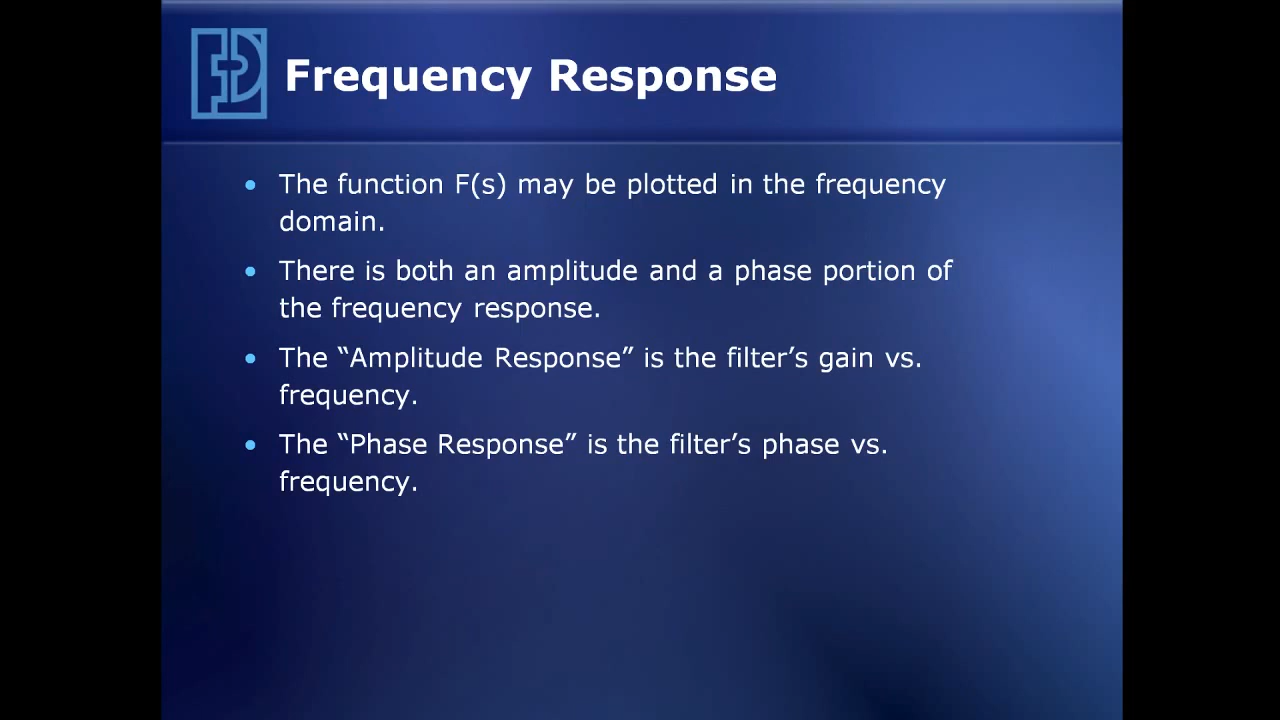 Frequency Response
• The function F(s) may be plotted in the frequency
domain.
• There is both an amplitude and a phase portion of
the frequency response.
• The “Amplitude Response” is the filter’s gain vs.
frequency.
• The “Phase Response” is the filter’s phase vs.
frequency.